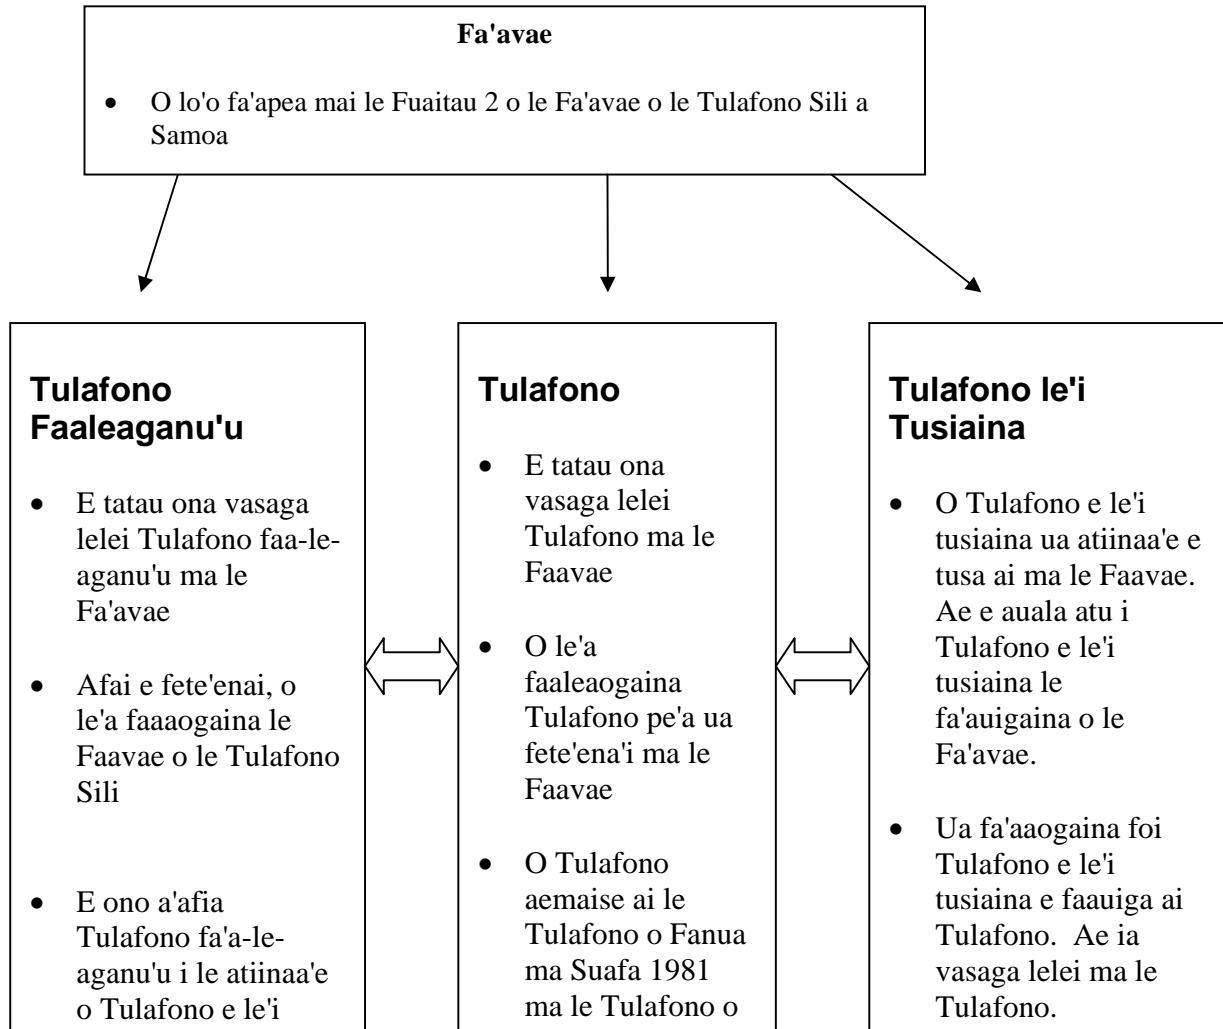 Fa'avae
• O lo'o fa'apea mai le Fuaitau 2 o le Fa'avae o le Tulafono Sili a
Samoa
Tulafono
Faaleaganu'u
• E tatau ona vasaga
lelei Tulafono faa-le-
aganu'u ma le
Fa'avae
• Afai e fete'enai, o
le'a faaaogaina le
Faavae o le Tulafono
Sili
• E ono a'afia
Tulafono fa'a-le-
aganu'u i le atiinaa'e
o Tulafono e le'i
Tulafono
• E tatau ona
vasaga lelei
Tulafono ma le
Faavae
• O le'a
faaleaogaina
Tulafono pe'a ua
fete'ena'i ma le
Faavae
• O Tulafono
aemaise ai le
Tulafono o Fanua
ma Suafa 1981
ma le Tulafono o
Tulafono le'i
Tusiaina
• O Tulafono e le'i
tusiaina ua atiinaa'e e
tusa ai ma le Faavae.
Ae e auala atu i
Tulafono e le'i
tusiaina le
fa'auigaina o le
Fa'avae.
• Ua fa'aaogaina foi
Tulafono e le'i
tusiaina e faauiga ai
Tulafono.  Ae ia
vasaga lelei ma le
Tulafono.